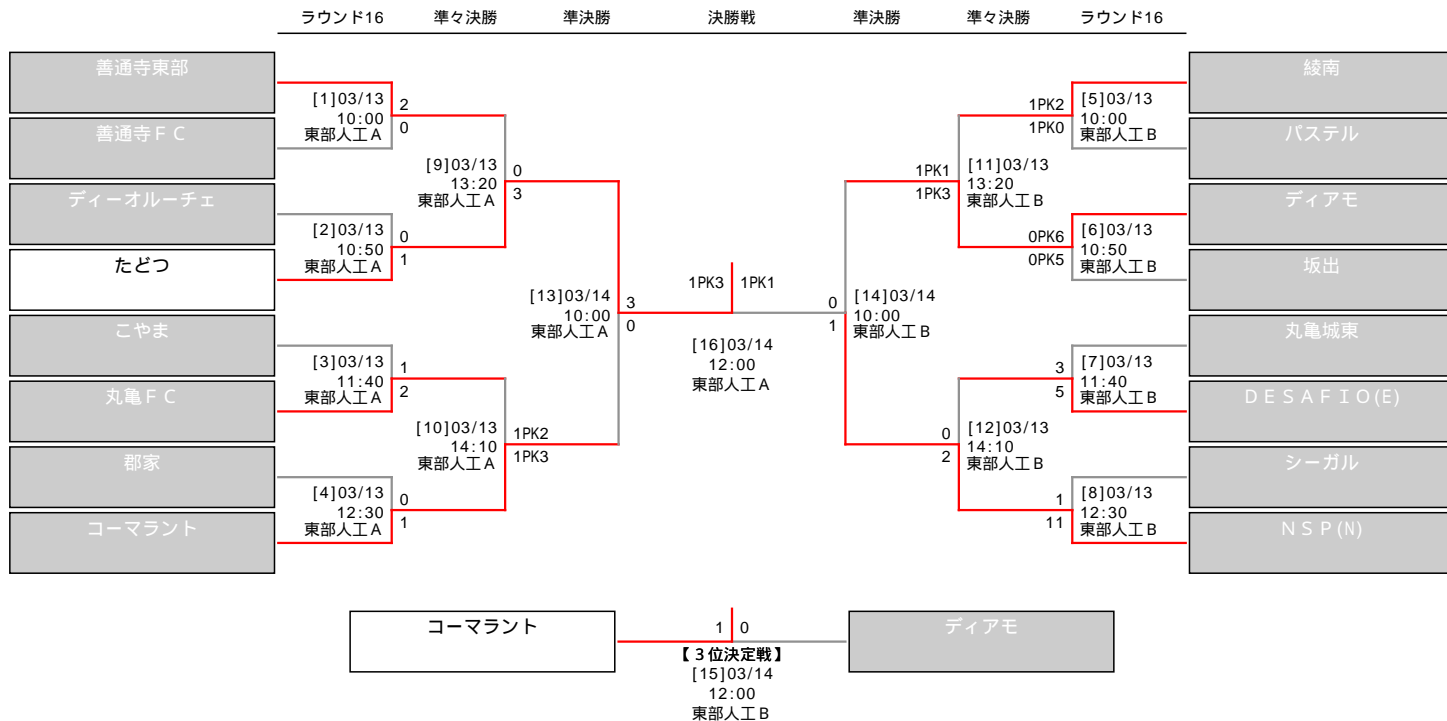 ラウンド16 準々決勝 準決勝 決勝戦 準決勝 準々決勝 ラウンド16
善通寺東部
[1]03/13
10:00
東部人工A
2
0
善通寺FC
[9]03/13
13:20
東部人工A
0
3
ディーオルーチェ
[2]03/13
10:50
東部人工A
0
1
たどつ
[13]03/14
10:00
東部人工A
3
0
こやま
[3]03/13
11:40
東部人工A
1
2
丸亀FC
[10]03/13
14:10
東部人工A
1PK2
1PK3
郡家
[4]03/13
12:30
東部人工A
0
1
コーマラント
1PK3 1PK1
[16]03/14
12:00
東部人工A
綾南
1PK2
1PK0
[5]03/13
10:00
東部人工B
パステル
1PK1
1PK3
[11]03/13
13:20
東部人工B
ディアモ
0PK6
0PK5
[6]03/13
10:50
東部人工B
坂出
0
1
[14]03/14
10:00
東部人工B
丸亀城東
3
5
[7]03/13
11:40
東部人工B
DESAFIO(E)
0
2
[12]03/13
14:10
東部人工B
シーガル
1
11
[8]03/13
12:30
東部人工B
NSP(N)
コーマラント
1 0
ディアモ
【3位決定戦】
[15]03/14
12:00
東部人工B